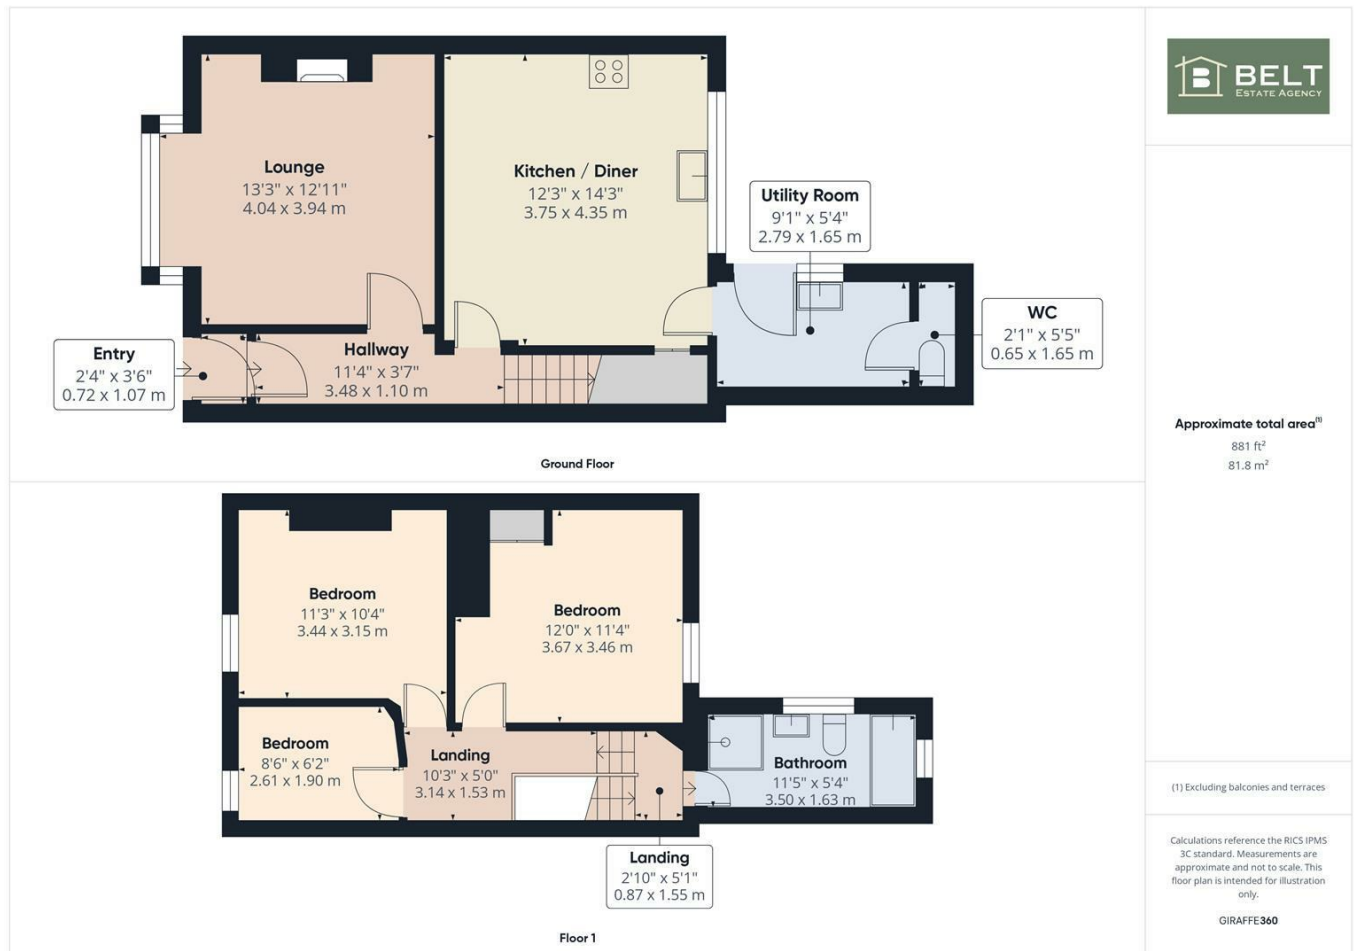 Lounge
13'3" x 12'11"
4.04 x 3.94 m
Kitchen / Diner
12'3" x 14'3"
3.75 x 4.35 m
Utility Room
9'1" x 5'4"
2.79 x 1.65 m
WC
2'1" x 5'5"
0.65 x 1.65 m
Entry
2'4" x 3'6"
0.72 x 1.07 m
Hallway
11'4" x 3'7"
3.48 x 1.10 m
Ground Floor
Bedroom
11'3" x 10'4"
3.44 x 3.15 m
Bedroom
12'0" x 11'4"
3.67 x 3.46 m
Bedroom
8'6" x 6'2"
2.61 x 1.90 m
Landing
10'3" x 5'0"
3.14 x 1.53 m
Bathroom
11'5" x 5'4"
3.50 x 1.63 m
Landing
2'10" x 5'1"
0.87 x 1.55 m
Floor 1
B BELT
ESTATE AGENCY
Approximate total area⁽¹⁾
881 ft²
81.8 m²
(1) Excluding balconies and terraces
Calculations reference the RICS IPMS
3C standard. Measurements are
approximate and not to scale. This
floor plan is intended for illustration
only.
GIRAFFE360